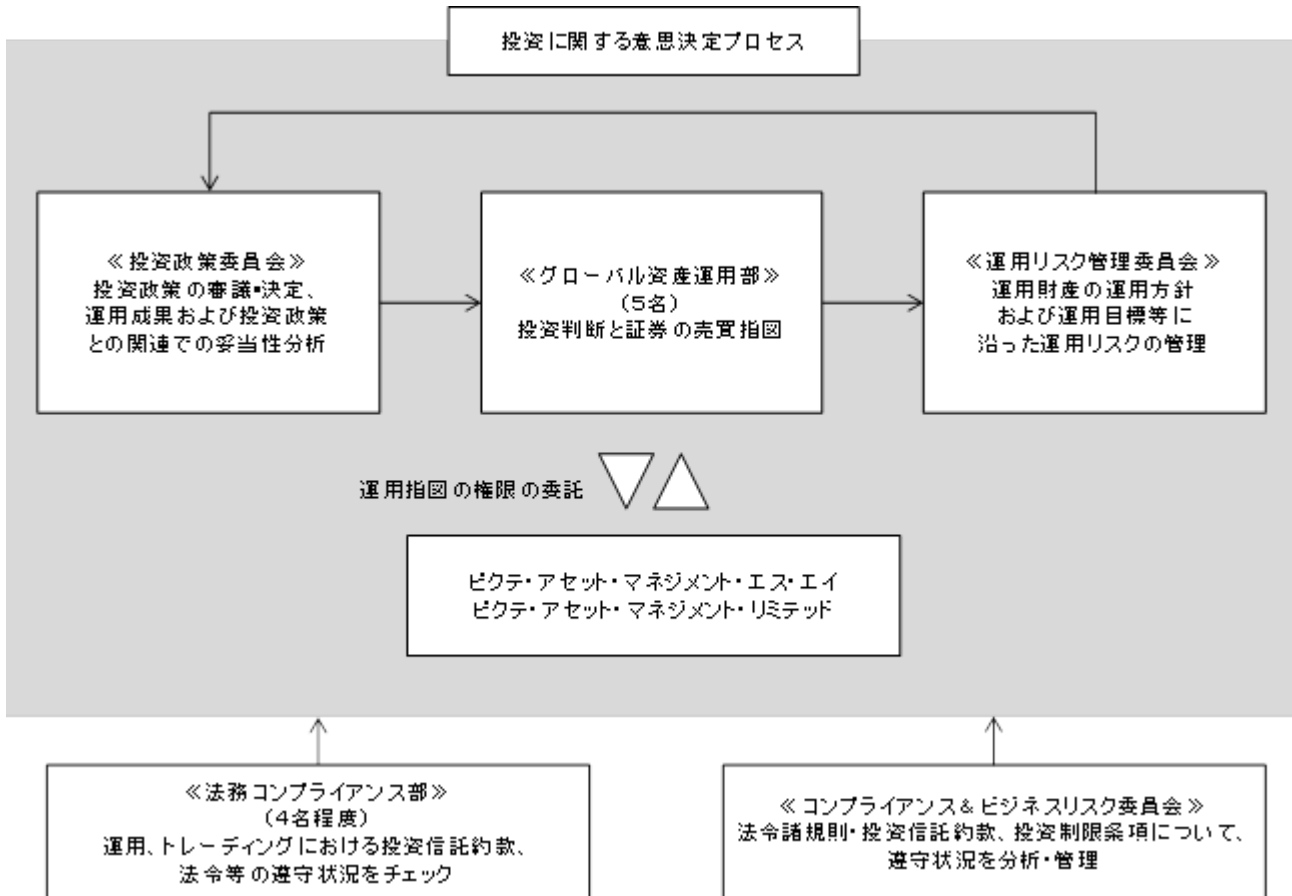 投資に関する意思決定プロセス
≪投資政策委員会≫
投資政策の審議・決定、
運用成果および投資政策
との関連での妥当性分析
≪グローバル資産運用部≫
(5名)
投資判断と証券の売買指図
≪運用リスク管理委員会≫
運用財産の運用方針
および運用目標等に
沿った運用リスクの管理
運用指図の権限の委託
ピクテ・アセット・マネジメント・エス・エイ
ピクテ・アセット・マネジメント・リミテッド
≪法務コンプライアンス部≫
(4名程度)
運用、トレーディングにおける投資信託約款、
法令等の遵守状況をチェック
≪コンプライアンス&ビジネスリスク委員会≫
法令諸規則・投資信託約款、投資制限条項について、
遵守状況を分析・管理